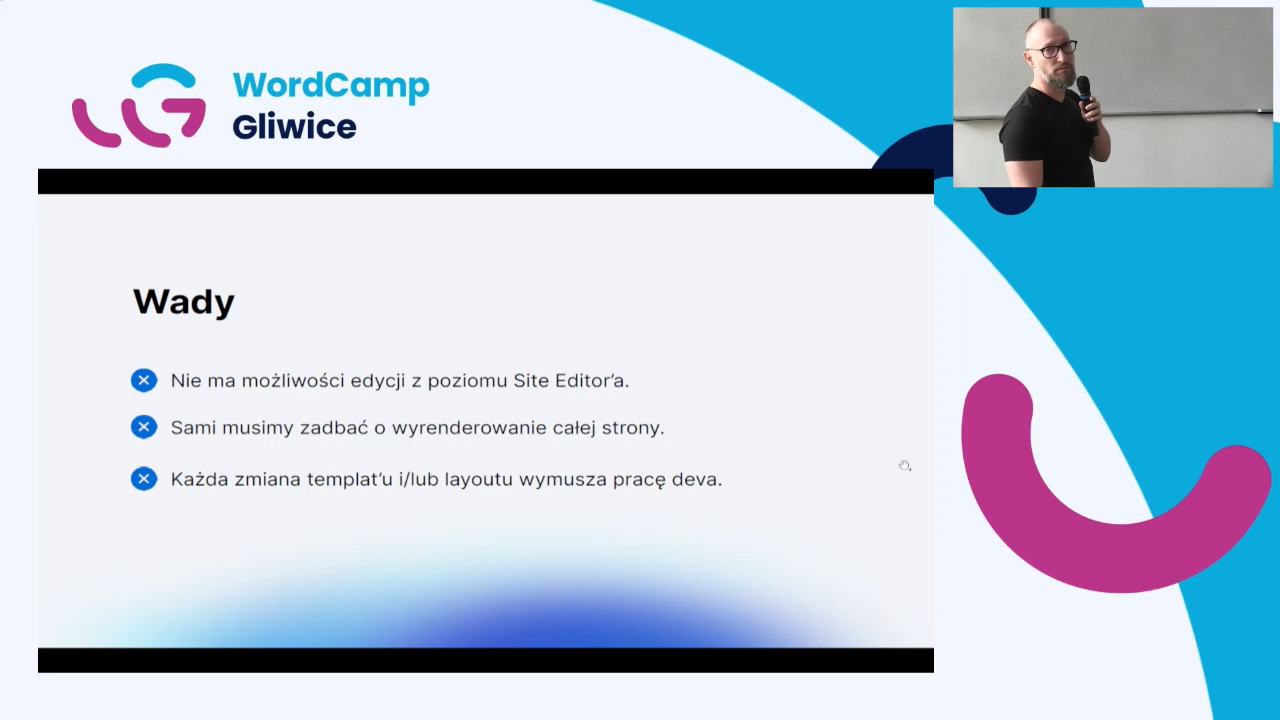 WordCamp
Gliwice
Wady
Nie ma możliwości edycji z poziomu Site Editor’a.
Sami musimy zadbać o wyrenderowanie całej strony.
Każda zmiana templat’u i/lub layoutu wymusza pracę deva.